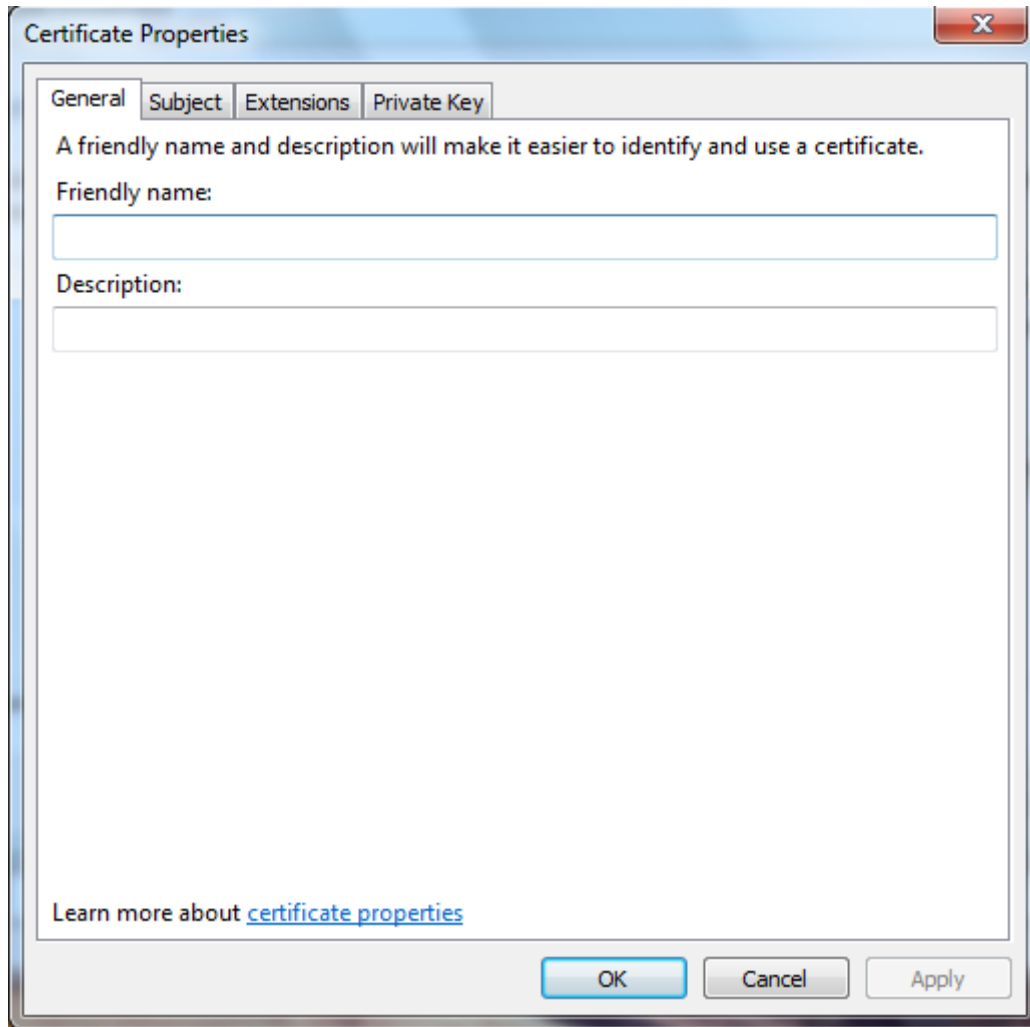 Certificate Properties
General Subject Extensions Private Key
A friendly name and description will make it easier to identify and use a certificate.
Friendly name:
Description:
Learn more about certificate properties
OK Cancel Apply